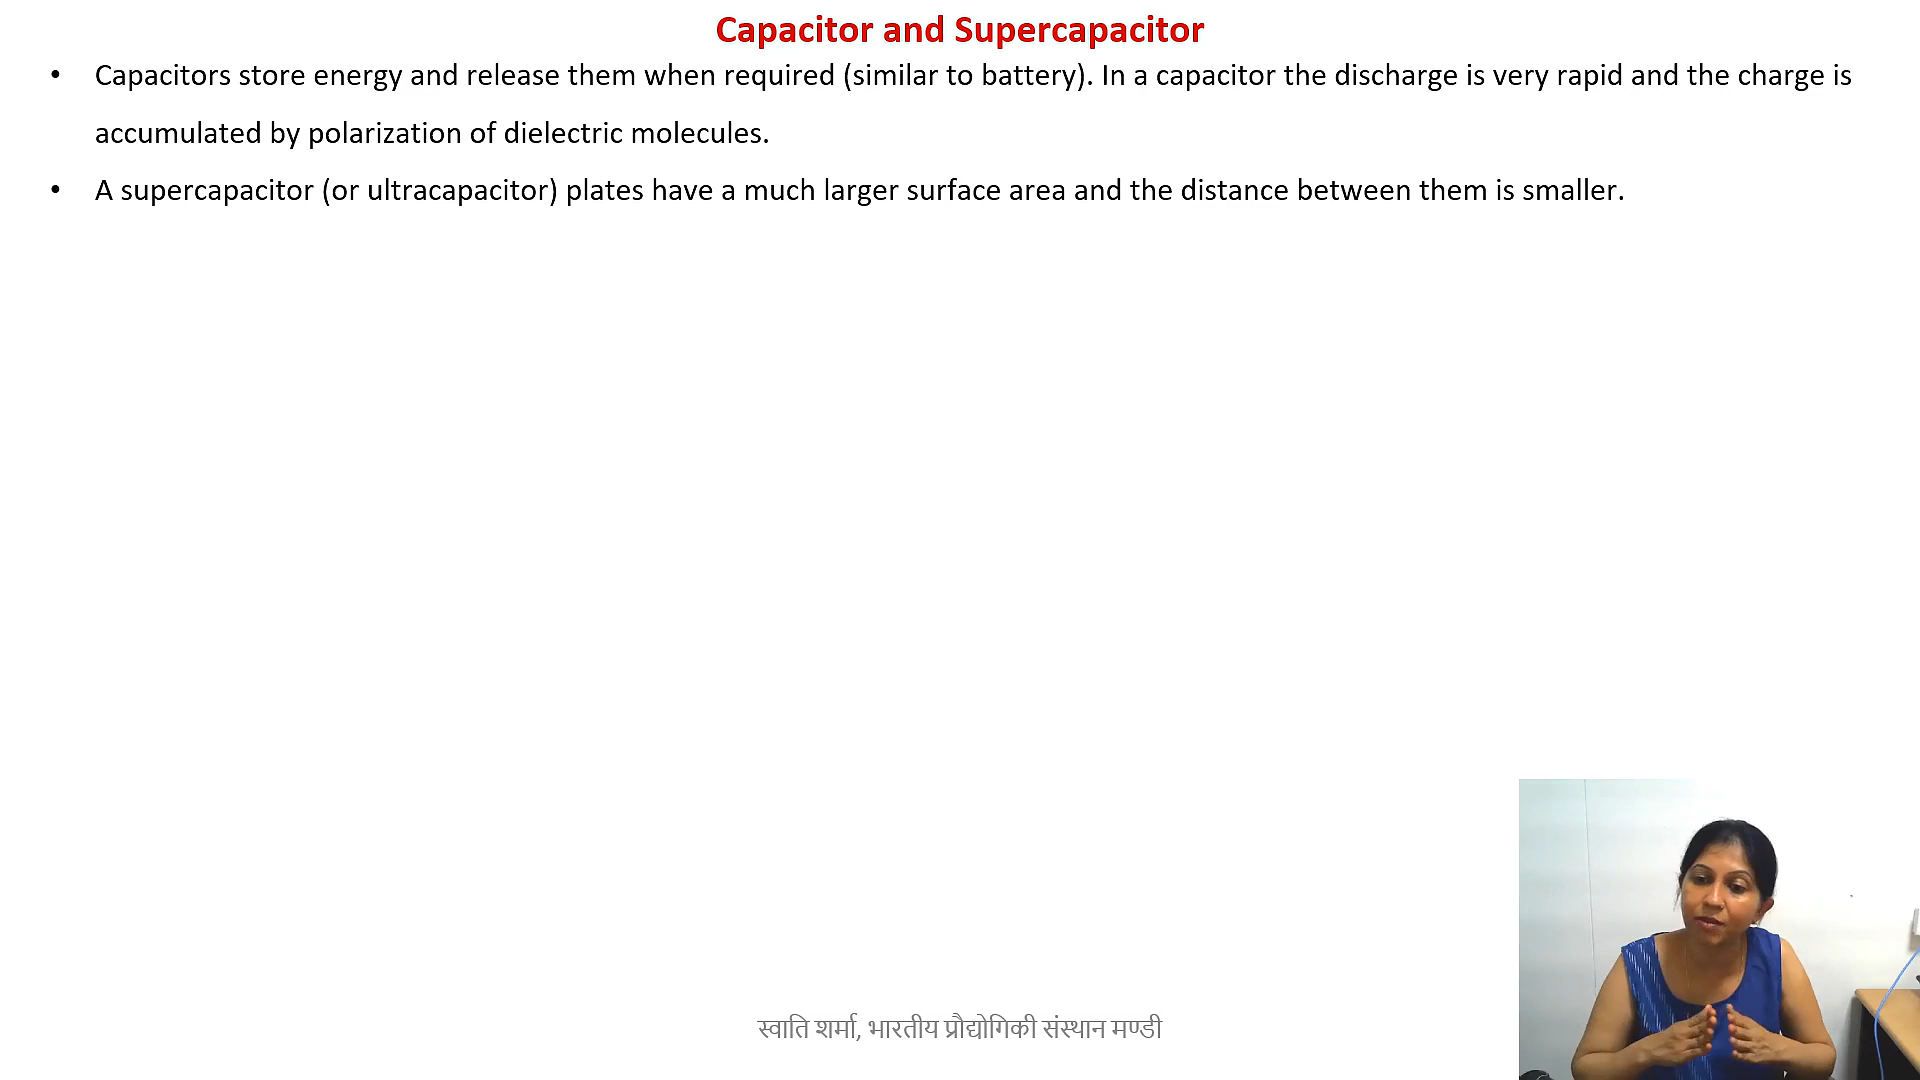 Capacitor and Supercapacitor
• Capacitors store energy and release them when required (similar to battery). In a capacitor the discharge is very rapid and the charge is
accumulated by polarization of dielectric molecules.
• A supercapacitor (or ultracapacitor) plates have a much larger surface area and the distance between them is smaller.
स्वाति शर्मा, भारतीय प्रौद्योगिकी संस्थान मण्डी